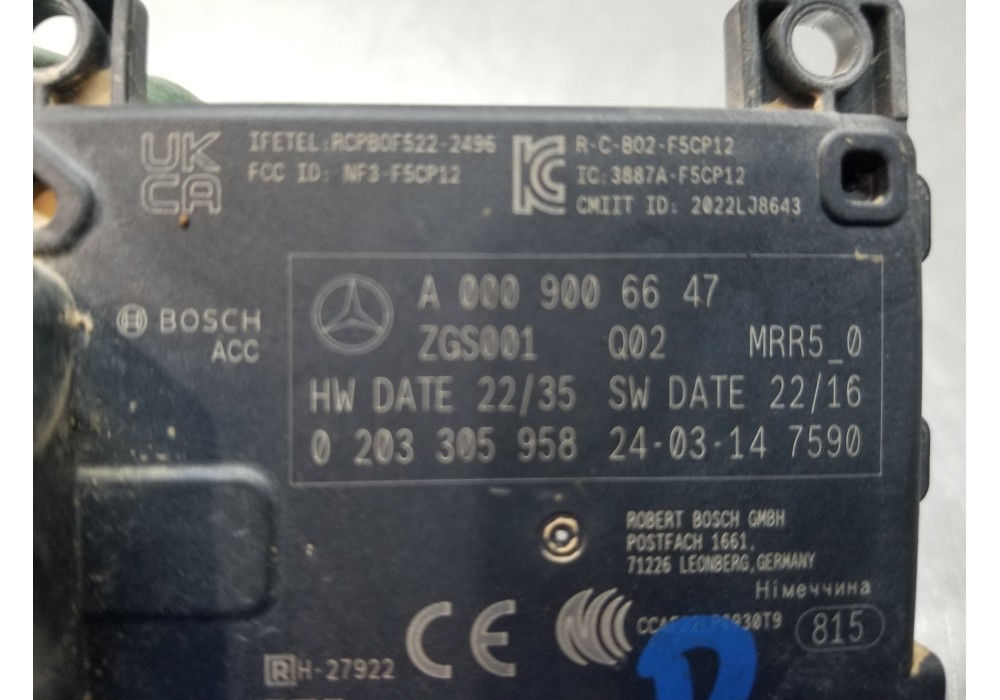 UK
CA
IFETEL: RCPBOF522-2496
FCC ID: NF3-F5CP12
R-C-BO2-F5CP12
IC: 3887A-F5CP12
CMIIT ID: 2022LJ8643
BOSCH
ACC
A 000 900 66 47
ZGS001 Q02 MRR5_0
HW DATE 22/35 SW DATE 22/16
0 203 305 958 24-03-14 7590
ROBERT BOSCH GMBH
POSTFACH 1661,
71226 LEONBERG, GERMANY
Німеччина
815
CE
R H-27922